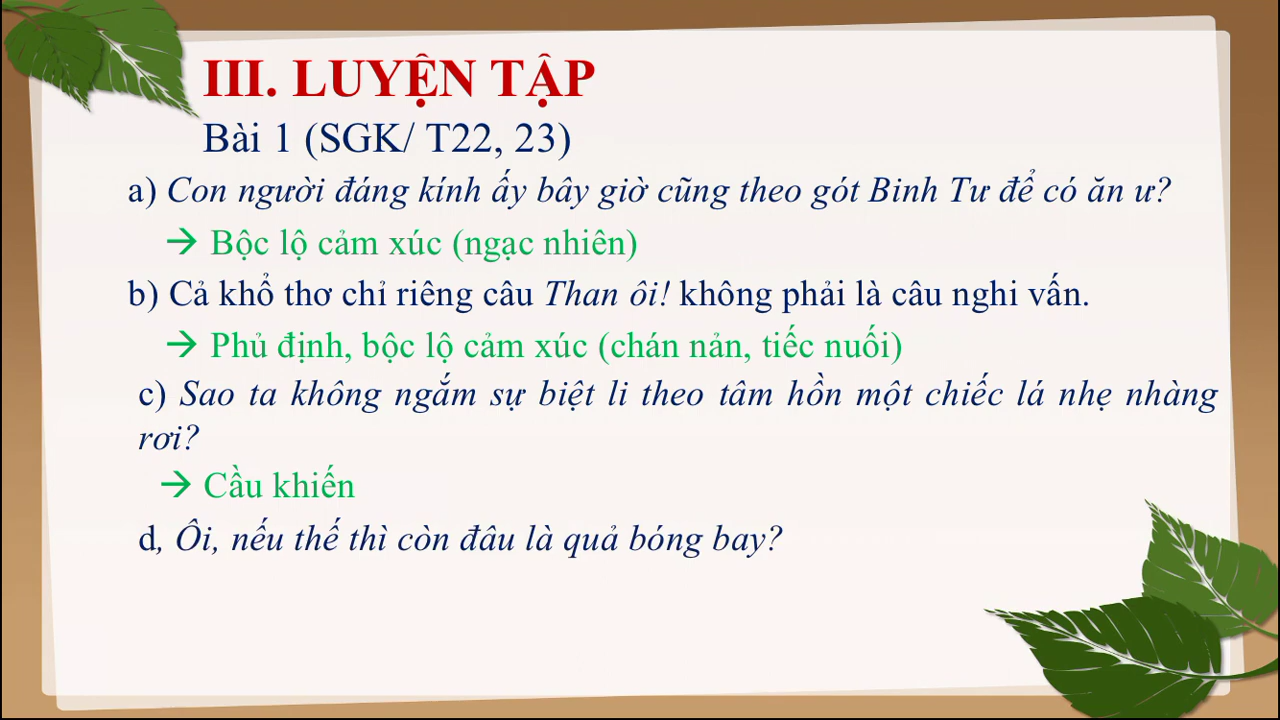 III. LUYỆN TẬP
Bài 1 (SGK/ T22, 23)
a) Con người đáng kính ấy bây giờ cũng theo gót Binh Tư để có ăn ư?
→ Bộc lộ cảm xúc (ngạc nhiên)
b) Cả khổ thơ chỉ riêng câu Than ôi! không phải là câu nghi vấn.
→ Phủ định, bộc lộ cảm xúc (chán nản, tiếc nuối)
c) Sao ta không ngắm sự biệt li theo tâm hồn một chiếc lá nhẹ nhàng
rơi?
→ Cầu khiến
d, Ôi, nếu thế thì còn đâu là quả bóng bay?